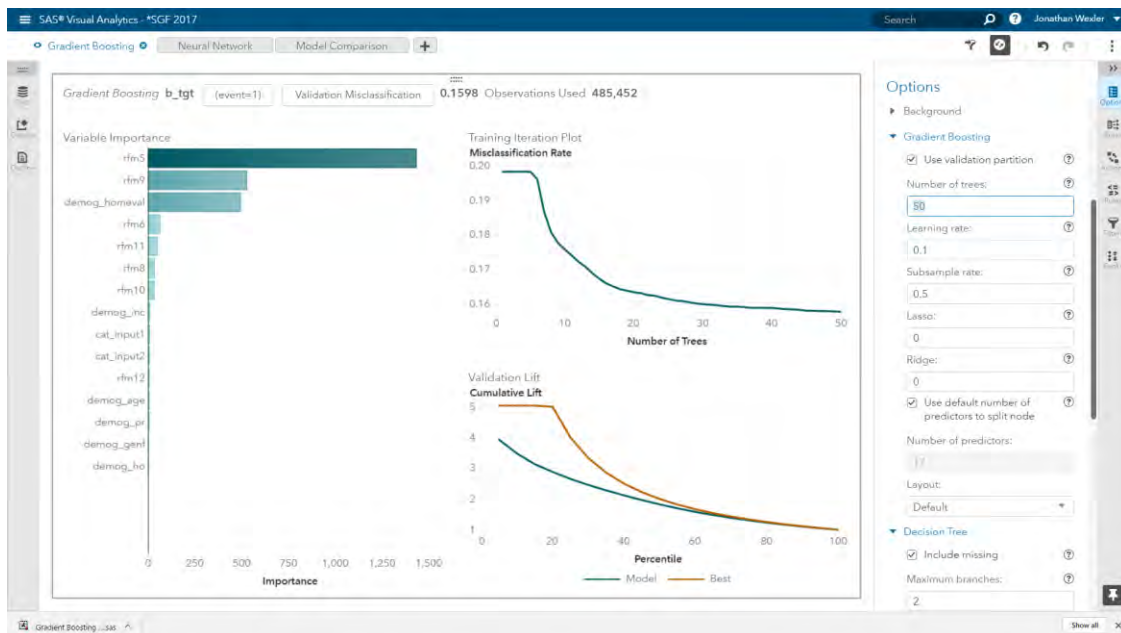 SAS® Visual Analytics - *SGF 2017
Search
Jonathan Wexler
Gradient Boosting
Neural Network
Model Comparison
+
Gradient Boosting b_tgt (event=1) Validation Misclassification 0.1598 Observations Used 485,452
Variable Importance
rfm5
rfm9
demog_homeval
rfm6
rfm11
rfm8
rfm10
demog_inc
cat_input1
cat_input2
rfm12
demog_age
demog_pr
demog_genf
demog_ho
0 250 500 750 1,000 1,250 1,500
Importance
Training Iteration Plot
Misclassification Rate
0.20
0.19
0.18
0.17
0.16
0 10 20 30 40 50
Number of Trees
Validation Lift
Cumulative Lift
5
4
3
2
1
0 20 40 60 80 100
Percentile
Model Best
Options
Background
Gradient Boosting
Use validation partition
Number of trees:
50
Learning rate:
0.1
Subsample rate:
0.5
Lasso:
0
Ridge:
0
Use default number of
predictors to split node
Number of predictors:
Layout:
Default
Decision Tree
Include missing
Maximum branches:
2
Gradient Boosting ....sas
Show all